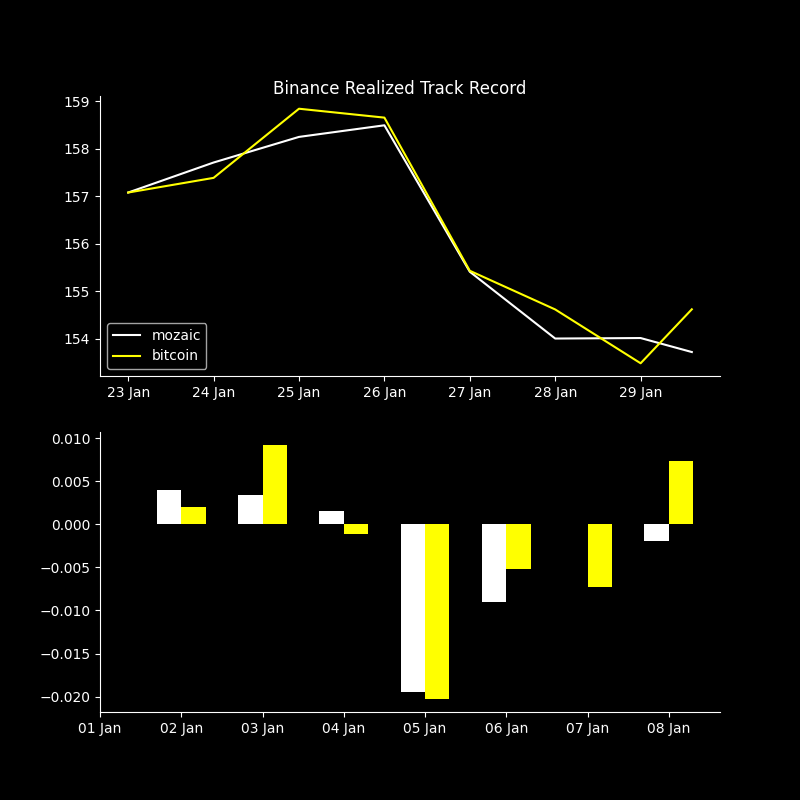 Binance Realized Track Record
159
158
157
156
155
154
mozaic
bitcoin
23 Jan 24 Jan 25 Jan 26 Jan 27 Jan 28 Jan 29 Jan
0.010
0.005
0.000
−0.005
−0.010
−0.015
−0.020
01 Jan 02 Jan 03 Jan 04 Jan 05 Jan 06 Jan 07 Jan 08 Jan